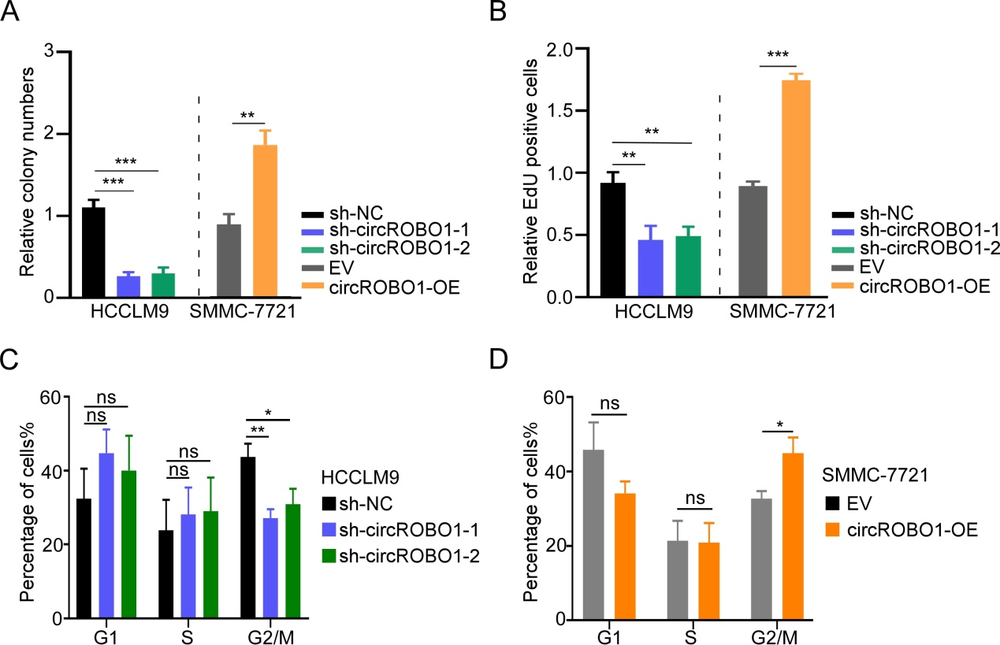 A
Relative colony numbers
3
2
1
0
***
***
**
HCCLM9 SMMC-7721
sh-NC
sh-circROBO1-1
sh-circROBO1-2
EV
circROBO1-OE
B
Relative EdU positive cells
2.0
1.5
1.0
0.5
0.0
**
**
***
HCCLM9 SMMC-7721
sh-NC
sh-circROBO1-1
sh-circROBO1-2
EV
circROBO1-OE
C
Percentage of cells%
60
40
20
0
ns
ns
ns
ns
*
**
G1 S G2/M
HCCLM9
sh-NC
sh-circROBO1-1
sh-circROBO1-2
D
Percentage of cells%
60
40
20
0
ns
ns
*
G1 S G2/M
SMMC-7721
EV
circROBO1-OE